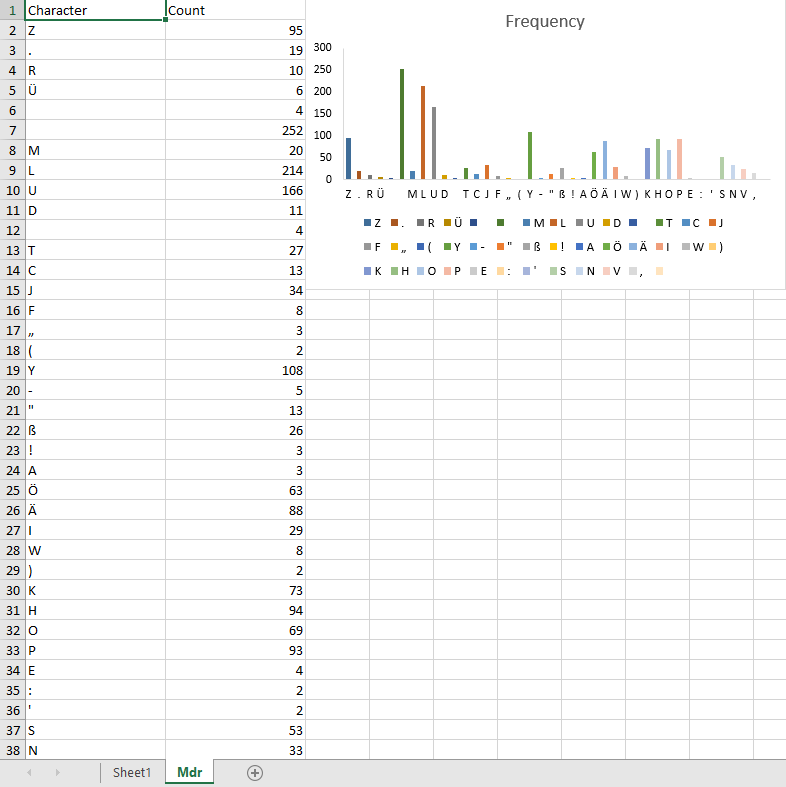 1 Character Count
2 Z 95
3 . 19
4 R 10
5 Ü 6
6 4
7 252
8 M 20
9 L 214
10 U 166
11 D 11
12 4
13 T 27
14 C 13
15 J 34
16 F 8
17 „ 3
18 ( 2
19 Y 108
20 - 5
21 " 13
22 ß 26
23 ! 3
24 A 3
25 Ö 63
26 Ä 88
27 I 29
28 W 8
29 ) 2
30 K 73
31 H 94
32 O 69
33 P 93
34 E 4
35 : 2
36 ' 2
37 S 53
38 N 33
Frequency
300
250
200
150
100
50
0
Z . R Ü M L U D T C J F „ ( Y - " ß ! A Ö Ä I W ) K H O P E : ' S N V ,
Z . R Ü M L U D T C J
F „ ( Y - " ß ! A Ö Ä I W )
K H O P E : ' S N V ,
Sheet1 Mdr